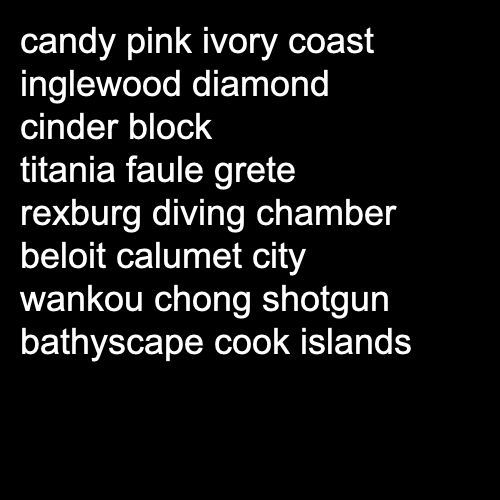 candy pink ivory coast
inglewood diamond
cinder block
titania faule grete
rexburg diving chamber
beloit calumet city
wankou chong shotgun
bathyscape cook islands